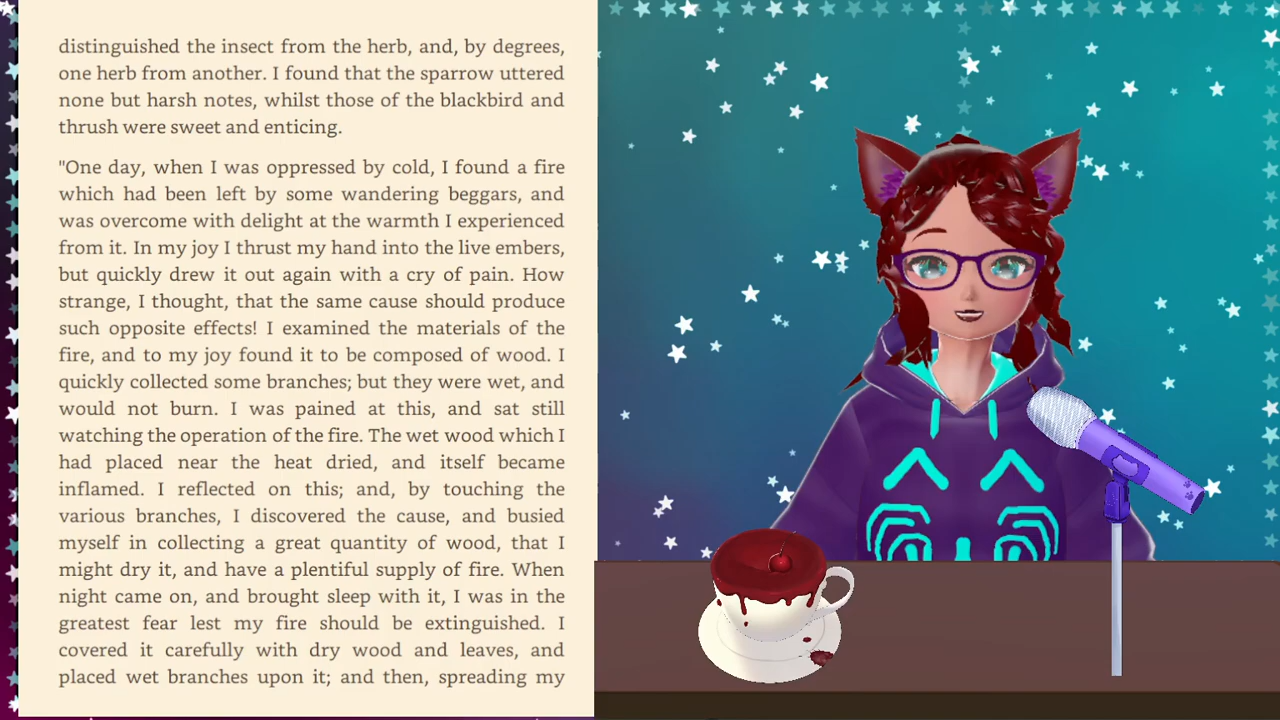 distinguished the insect from the herb, and, by degrees,
one herb from another. I found that the sparrow uttered
none but harsh notes, whilst those of the blackbird and
thrush were sweet and enticing.
"One day, when I was oppressed by cold, I found a fire
which had been left by some wandering beggars, and
was overcome with delight at the warmth I experienced
from it. In my joy I thrust my hand into the live embers,
but quickly drew it out again with a cry of pain. How
strange, I thought, that the same cause should produce
such opposite effects! I examined the materials of the
fire, and to my joy found it to be composed of wood. I
quickly collected some branches; but they were wet, and
would not burn. I was pained at this, and sat still
watching the operation of the fire. The wet wood which I
had placed near the heat dried, and itself became
inflamed. I reflected on this; and, by touching the
various branches, I discovered the cause, and busied
myself in collecting a great quantity of wood, that I
might dry it, and have a plentiful supply of fire. When
night came on, and brought sleep with it, I was in the
greatest fear lest my fire should be extinguished. I
covered it carefully with dry wood and leaves, and
placed wet branches upon it; and then, spreading my